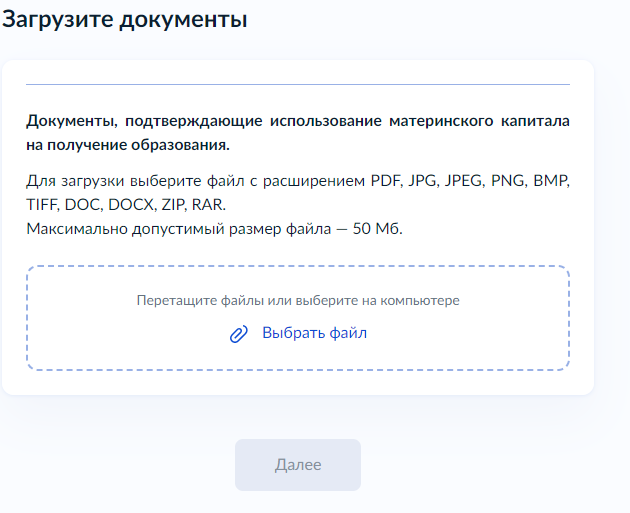 Загрузите документы
Документы, подтверждающие использование материнского капитала
на получение образования.
Для загрузки выберите файл с расширением PDF, JPG, JPEG, PNG, BMP,
TIFF, DOC, DOCX, ZIP, RAR.
Максимально допустимый размер файла — 50 Мб.
Перетащите файлы или выберите на компьютере
Выбрать файл
Далее